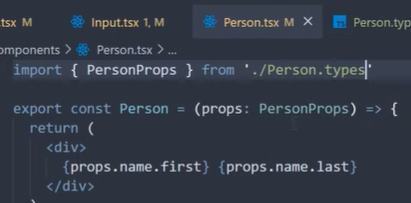 .tsx M Input.tsx 1, M Person.tsx M × Person.typ
omponents > Person.tsx > ...
import { PersonProps } from './Person.types'
export const Person = (props: PersonProps) => {
return (
<div>
{props.name.first} {props.name.last}
</div>